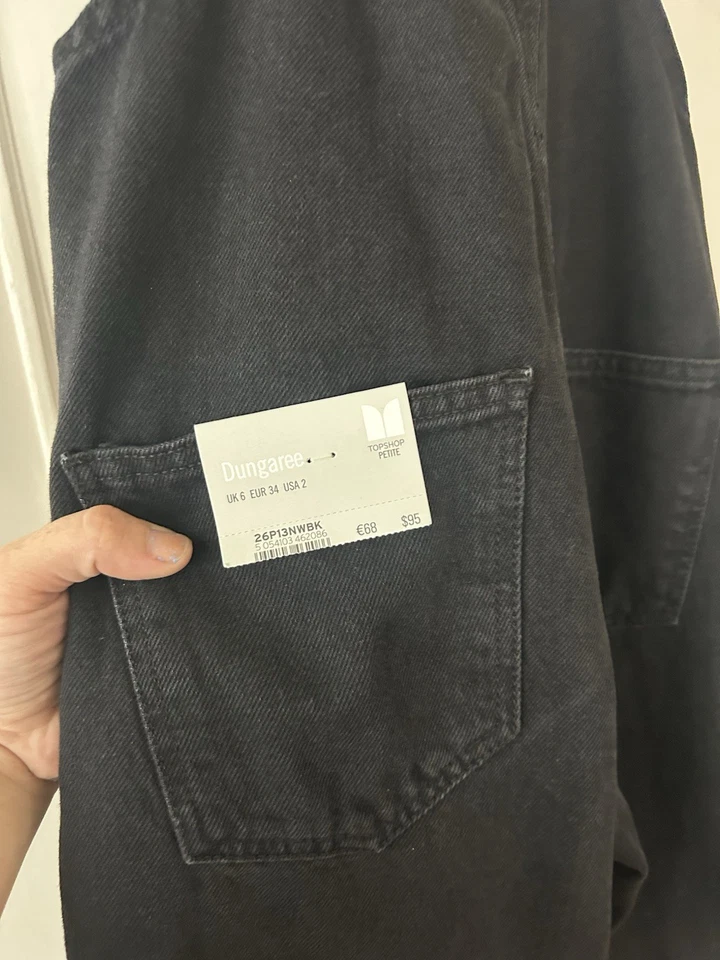 TOPSHOP
PETITE
Dungaree
UK 6 EUR 34 USA 2
26P13NWBK
5 054103 462086
€68 $95